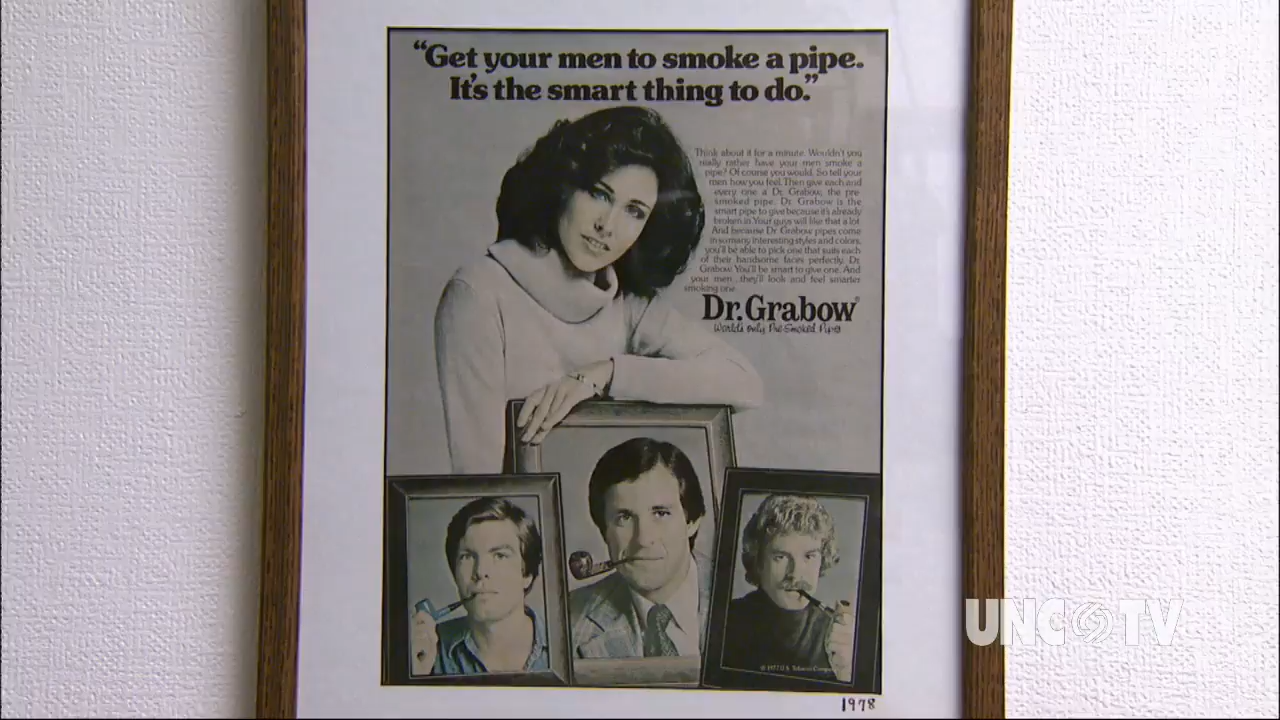 “Get your men to smoke a pipe.
It's the smart thing to do.”
Think about it for a minute. Wouldn't you
really rather have your men smoke a
pipe? Of course you would. So tell your
men how you feel. Then give each and
every one a Dr. Grabow, the pre-
smoked pipe. Dr. Grabow is the
smart pipe to give because it's already
broken in. Your guys will like that a lot.
And because Dr. Grabow pipes come
in so many interesting styles and colors,
you'll be able to pick one that suits each
of their handsome faces perfectly. Dr.
Grabow. You'll be smart to give one. And
your men...they'll look and feel smarter
smoking one.
Dr. Grabow®
World's Only Pre-Smoked Pipes
© 1977 U.S. Tobacco Company
UNC TV
1978